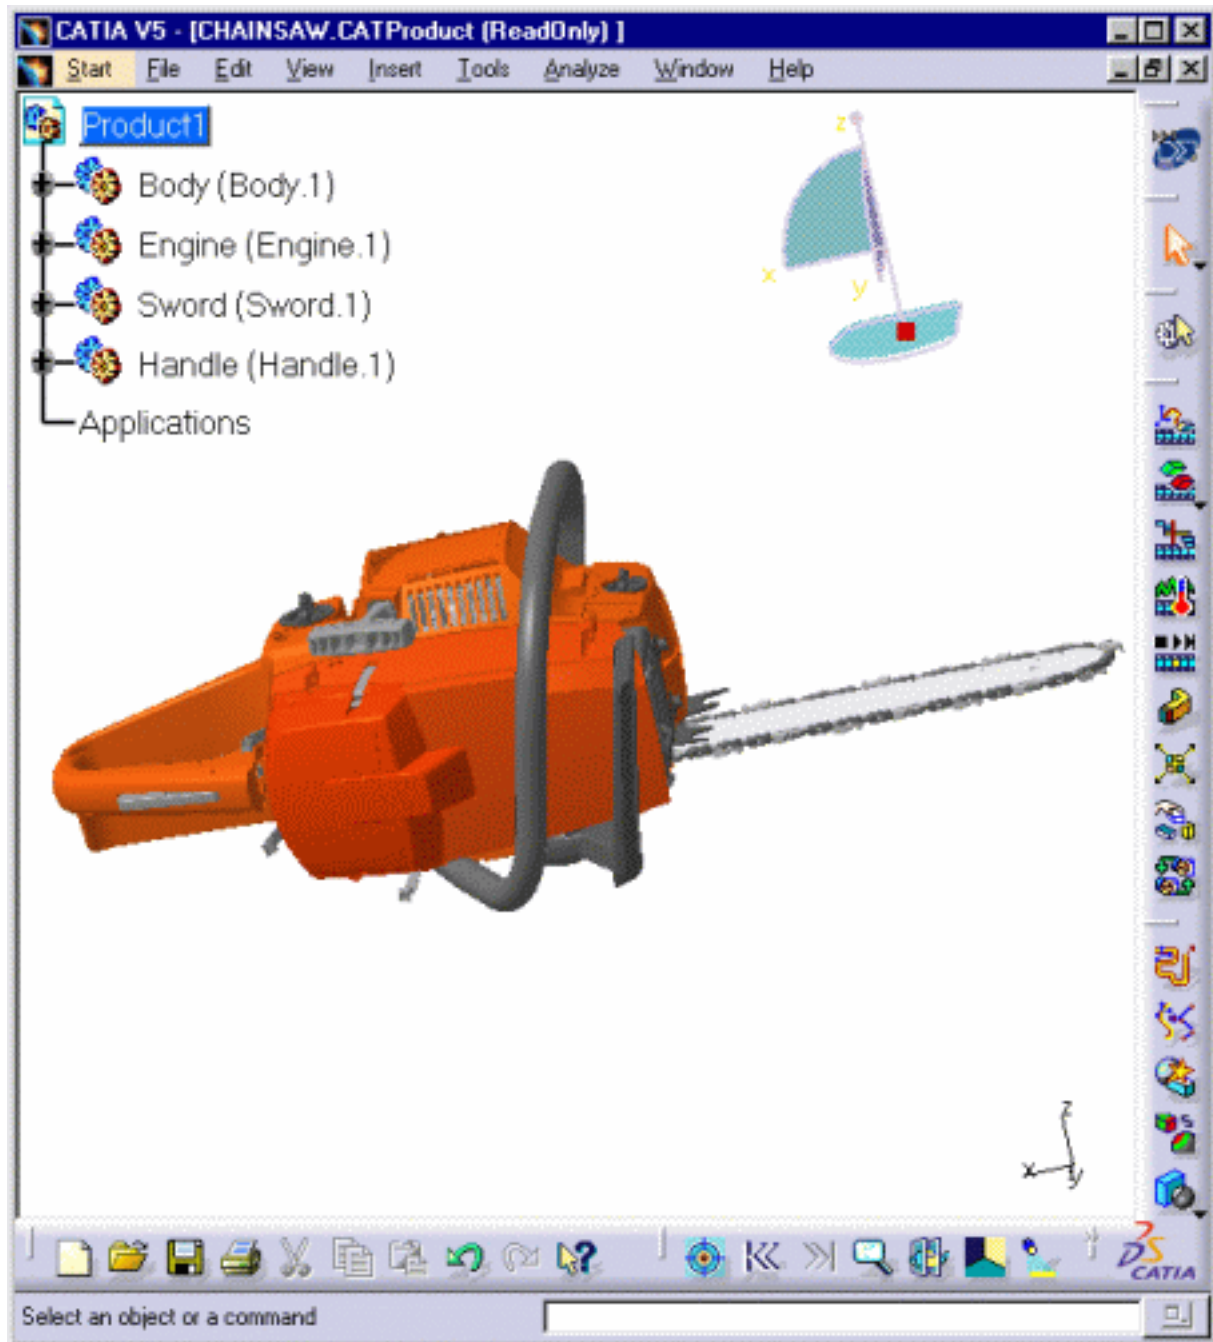 CATIA V5 - [CHAINSAW.CATProduct (ReadOnly) ]
Start File Edit View Insert Tools Analyze Window Help
Product1
Body (Body.1)
Engine (Engine.1)
Sword (Sword.1)
Handle (Handle.1)
Applications
z
x
y
S
z
x
y
DS
CATIA
Select an object or a command